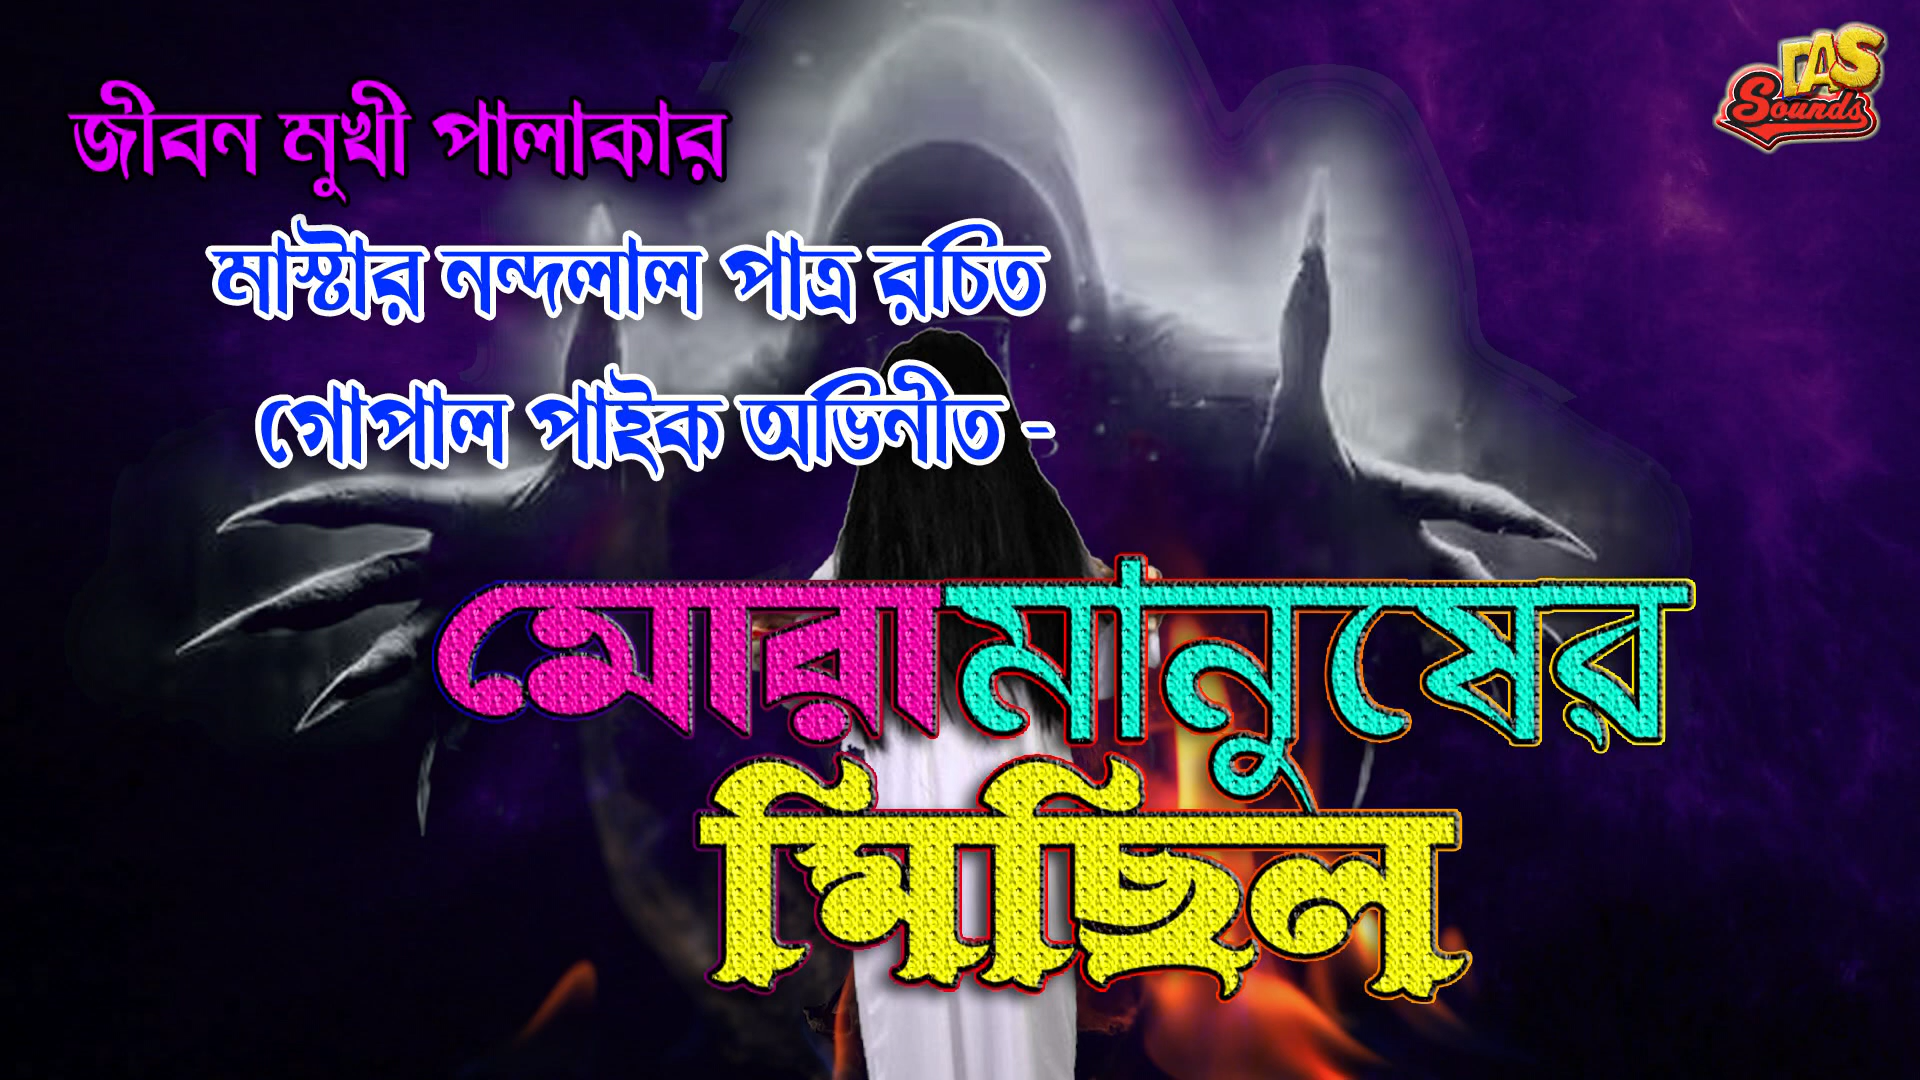 DAS
Sounds
জীবন মুখী পালাকার
মাস্টার নন্দলাল পাত্র রচিত
গোপাল পাইক অভিনীত -
মোরামানুষের
মিছিল